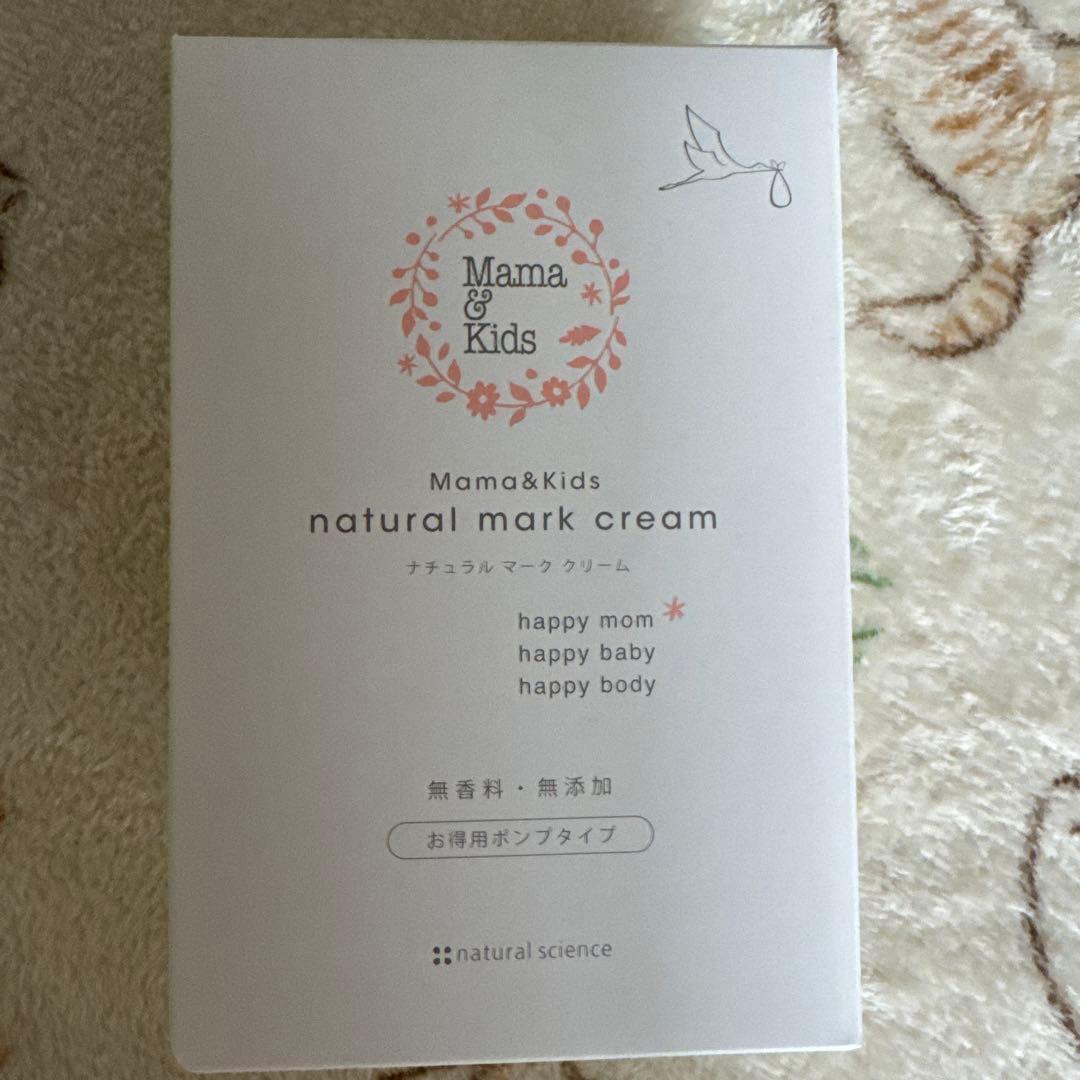 Mama
&
Kids
Mama&Kids
natural mark cream
ナチュラル マーク クリーム
happy mom*
happy baby
happy body
無香料・無添加
お得用ポンプタイプ
natural science